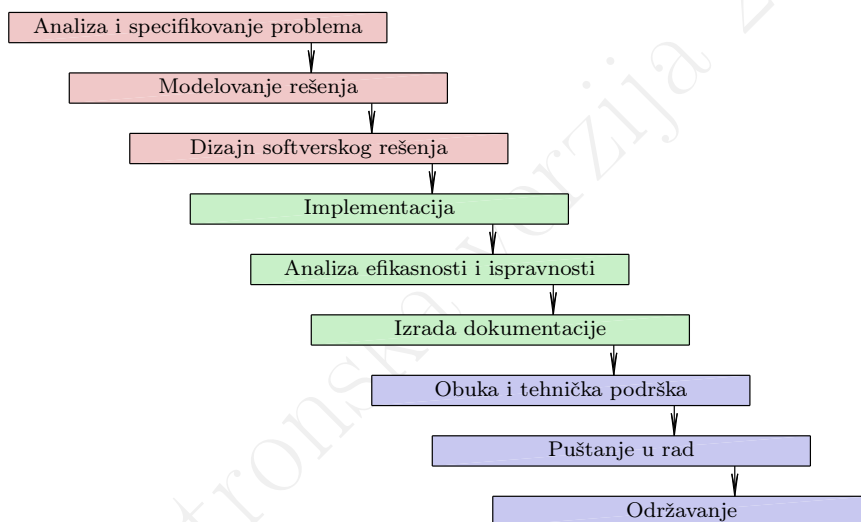 Analiza i specifikovanje problema
Modelovanje rešenja
Dizajn softverskog rešenja
Implementacija
Analiza efikasnosti i ispravnosti
Izrada dokumentacije
Obuka i tehnička podrška
Puštanje u rad
Održavanje